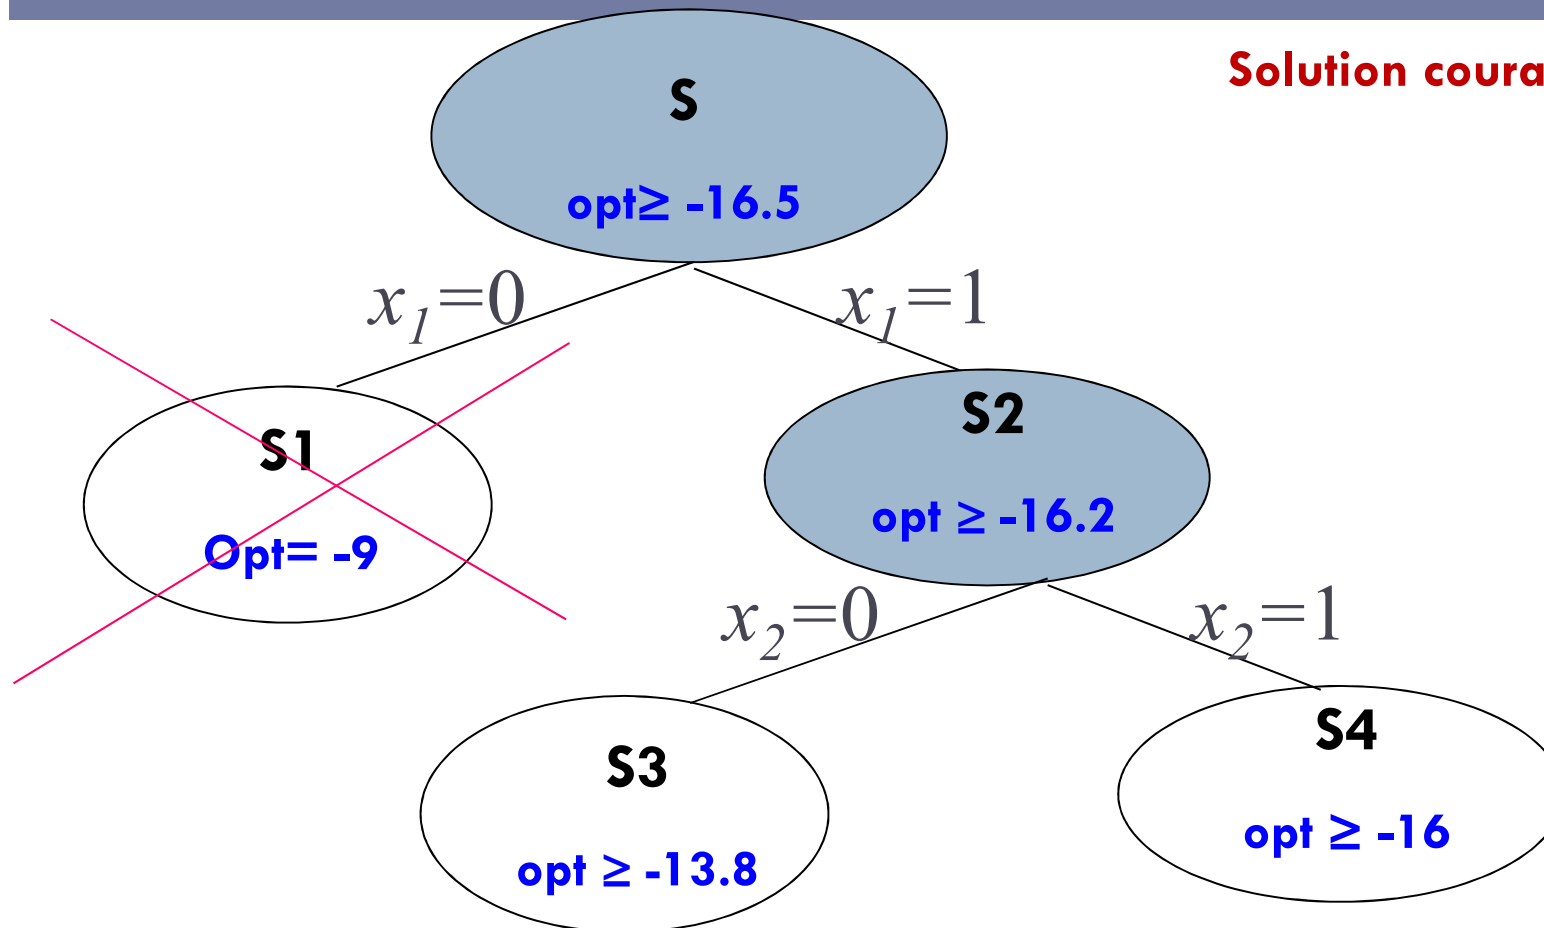 Solution coura
S
opt≥ -16.5
x₁=0
x₁=1
S1
Opt= -9
S2
opt ≥ -16.2
x₂=0
x₂=1
S3
opt ≥ -13.8
S4
opt ≥ -16